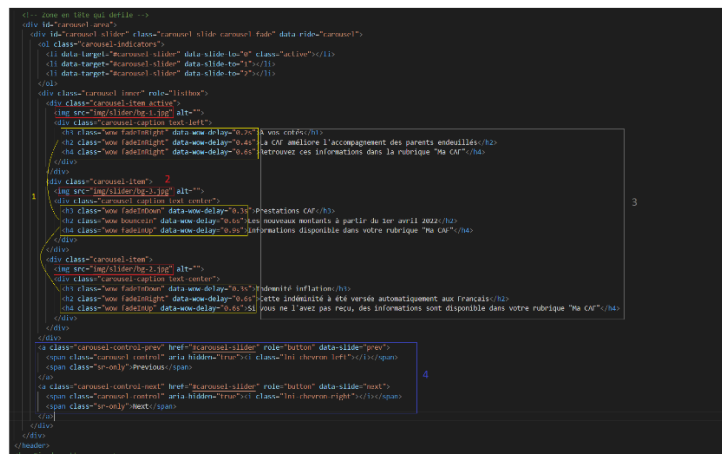 <!-- Zone en tête qui défile -->
<div id="carousel-area">
<div id="carousel-slider" class="carousel slide carousel-fade" data-ride="carousel">
<ol class="carousel-indicators">
<li data-target="#carousel-slider" data-slide-to="0" class="active"></li>
<li data-target="#carousel-slider" data-slide-to="1"></li>
<li data-target="#carousel-slider" data-slide-to="2"></li>
</ol>
<div class="carousel-inner" role="listbox">
<div class="carousel-item active">
<img src="img/slider/bg-1.jpg" alt="">
<div class="carousel-caption text-left">
<h3 class="wow fadeInRight" data-wow-delay="0.2s">A vos cotés</h1>
<h2 class="wow fadeInRight" data-wow-delay="0.4s">La CAF améliore l'accompagnement des parents endeuillés</h2>
<h4 class="wow fadeInRight" data-wow-delay="0.6s">Retrouvez ces informations dans la rubrique "Ma CAF"</h4>
</div>
</div>
<div class="carousel-item"> 2
<img src="img/slider/bg-3.jpg" alt="">
1
<div class="carousel-caption text-center">
3
<h3 class="wow fadeInDown" data-wow-delay="0.3s">Prestations CAF</h3>
<h2 class="wow bounceIn" data-wow-delay="0.6s">Les nouveaux montants à partir du 1er avril 2022</h2>
<h4 class="wow fadeInUp" data-wow-delay="0.9s">Informations disponible dans votre rubrique "Ma CAF"</h4>
</div>
</div>
<div class="carousel-item">
<img src="img/slider/bg-2.jpg" alt="">
<div class="carousel-caption text-center">
<h3 class="wow fadeInDown" data-wow-delay="0.3s">Indemnité inflation</h3>
<h2 class="wow fadeInRight" data-wow-delay="0.6s">Cette indéminité à été versée automatiquement aux Français</h2>
<h4 class="wow fadeInUp" data-wow-delay="0.6s">Si vous ne l'avez pas reçu, des informations sont disponible dans votre rubrique "Ma CAF"</h4>
</div>
</div>
</div>
<a class="carousel-control-prev" href="#carousel-slider" role="button" data-slide="prev">
<span class="carousel-control" aria-hidden="true"><i class="lni-chevron-left"></i></span>
<span class="sr-only">Previous</span>
4
</a>
<a class="carousel-control-next" href="#carousel-slider" role="button" data-slide="next">
<span class="carousel-control" aria-hidden="true"><i class="lni-chevron-right"></i></span>
<span class="sr-only">Next</span>
</a>
</div>
</div>
</header>